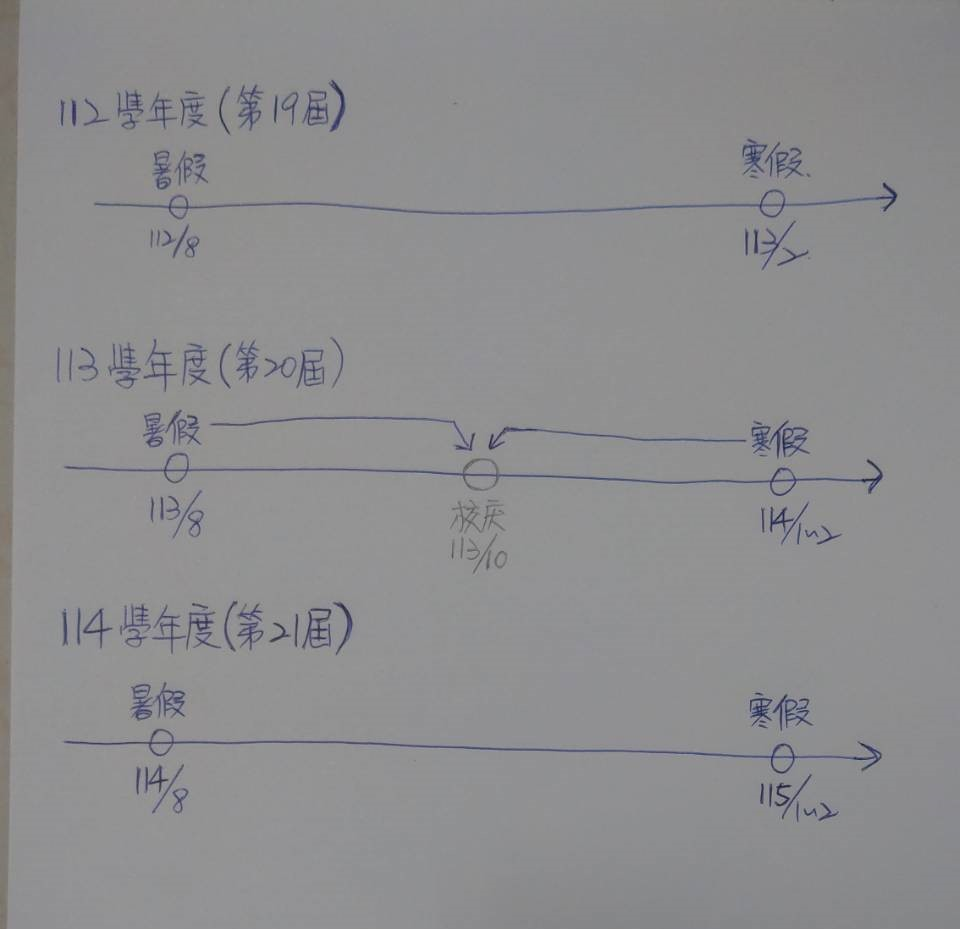 112學年度(第19屆)
暑假 寒假
112/8 113/2
113學年度(第20屆)
暑假 寒假
113/8 校庆 113/10 114/1~2
114學年度(第21屆)
暑假 寒假
114/8 115/1~2